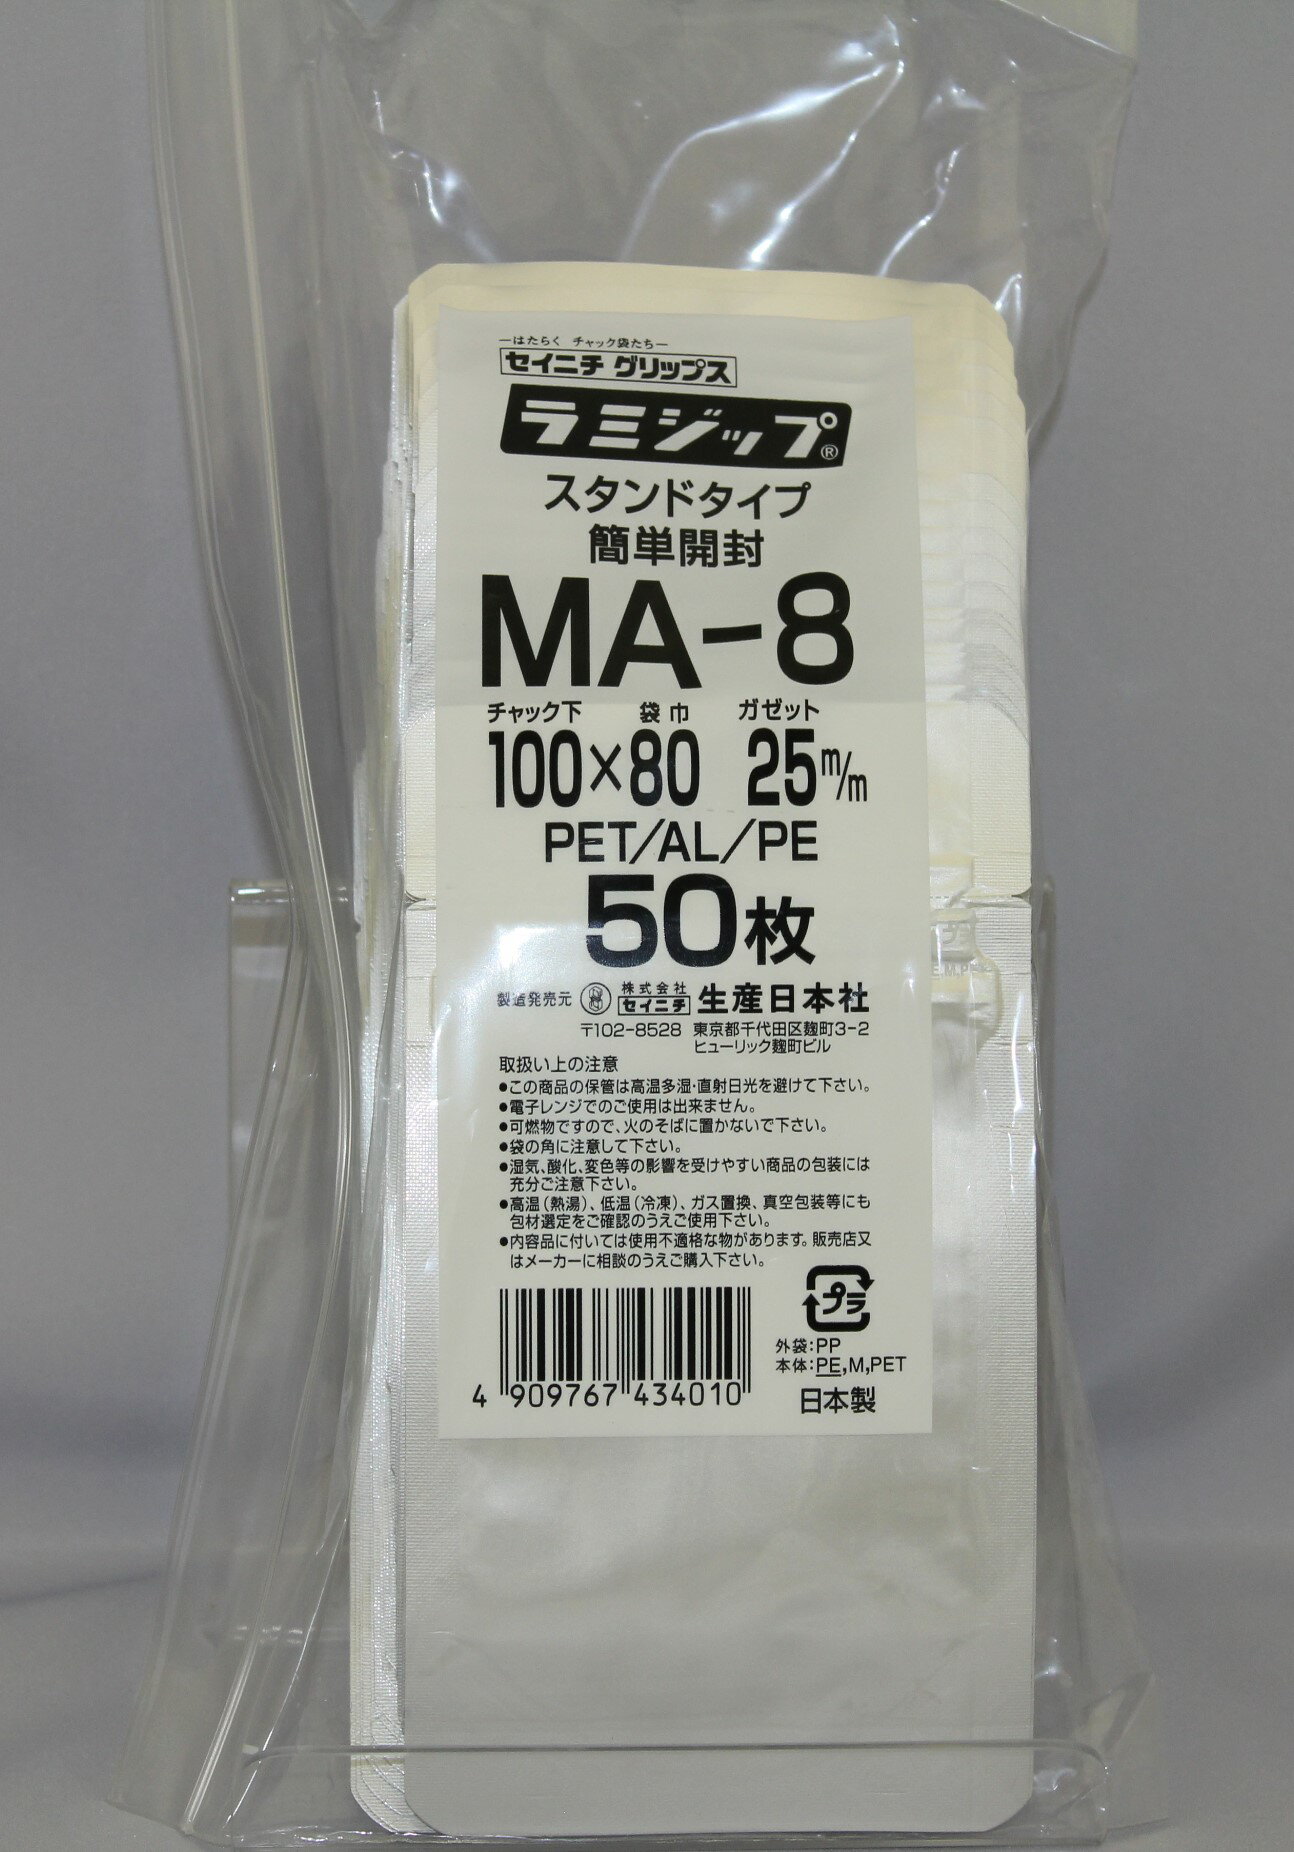 —はたらく チャック袋たち—
セイニチ グリップス
ラミジップ®
スタンドタイプ
簡単開封
MA-8
チャック下 袋巾 ガゼット
100×80 25m/m
PET/AL/PE
50枚
製造発売元 株式会社 セイニチ 生産日本社
〒102-8528 東京都千代田区麹町3-2
ヒューリック麹町ビル
取扱い上の注意
●この商品の保管は高温多湿・直射日光を避けて下さい。
●電子レンジでのご使用は出来ません。
●可燃物ですので、火のそばに置かないで下さい。
●袋の角に注意して下さい。
●湿気、酸化、変色等の影響を受けやすい商品の包装には
充分ご注意下さい。
●高温(熱湯)、低温(冷凍)、ガス置換、真空包装等にも
包材選定をご確認のうえご使用下さい。
●内容品に付いては使用不適格な物があります。販売店又
はメーカーに相談のうえご購入下さい。
プラ
外袋:PP
本体:PE,M,PET
4 909767 434010
日本製